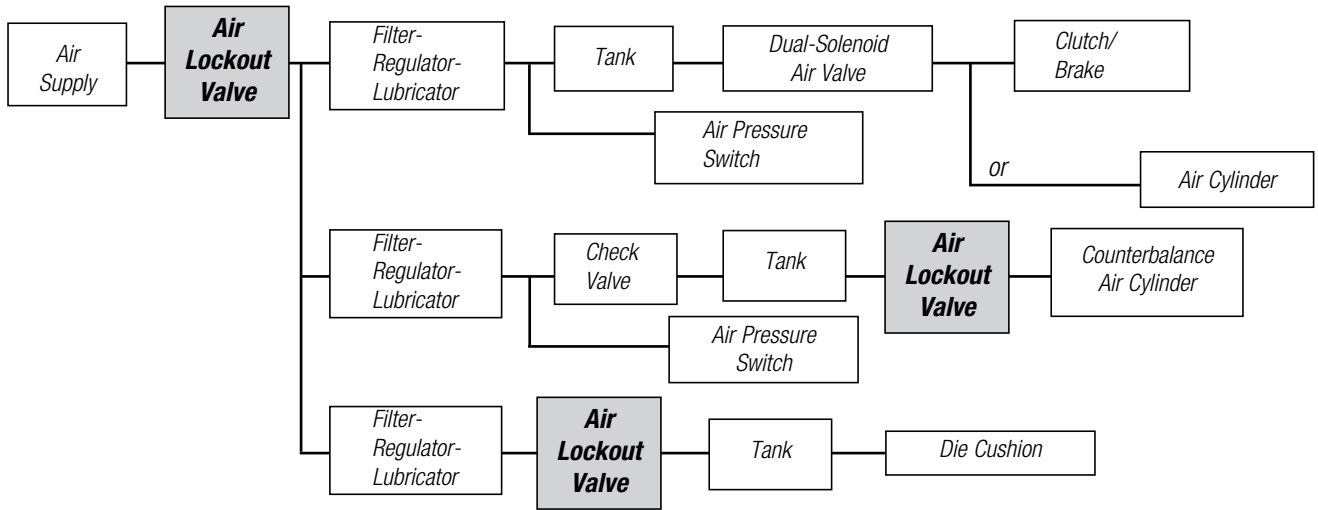 Air
Supply
Air
Lockout
Valve
Filter-
Regulator-
Lubricator
Tank
Dual-Solenoid
Air Valve
Clutch/
Brake
Air Pressure
Switch
or
Air Cylinder
Filter-
Regulator-
Lubricator
Check
Valve
Tank
Air
Lockout
Valve
Counterbalance
Air Cylinder
Air Pressure
Switch
Filter-
Regulator-
Lubricator
Air
Lockout
Valve
Tank
Die Cushion